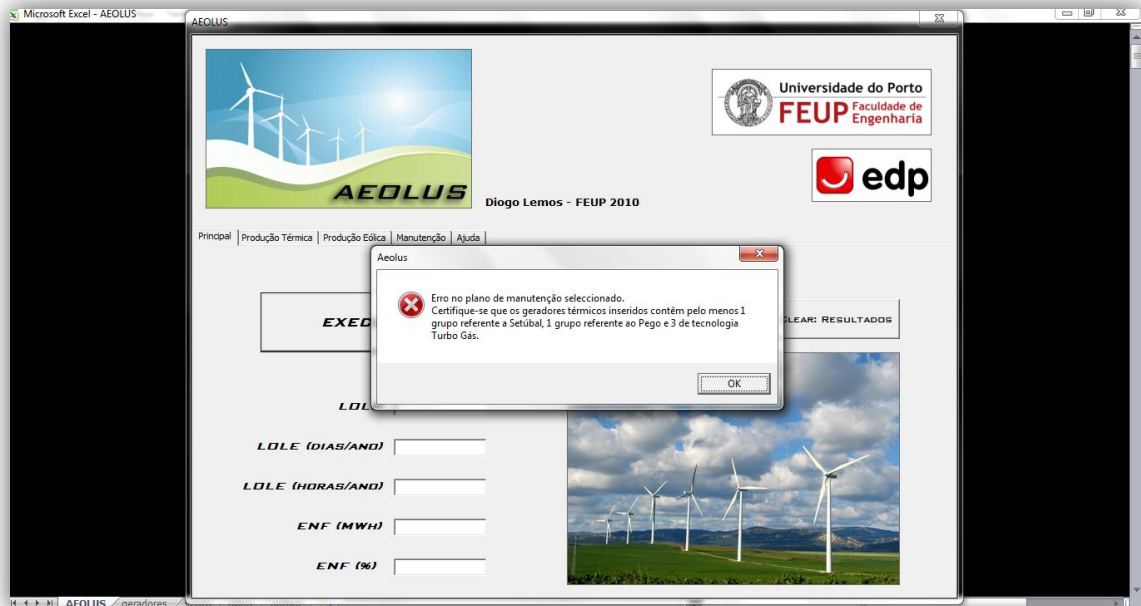 Microsoft Excel - AEOLUS
AEOLUS
AEOLUS
Diogo Lemos - FEUP 2010
Universidade do Porto
FEUP Faculdade de Engenharia
edp
Principal Produção Térmica Produção Eólica Manutenção Ajuda
Aeolus
Erro no plano de manutenção seleccionado.
Certifique-se que os geradores térmicos inseridos contêm pelo menos 1
grupo referente a Setúbal, 1 grupo referente ao Pego e 3 de tecnologia
Turbo Gás.
OK
CLEAR: RESULTADOS
LOLE (DIAS/ANO)
LOLE (HORAS/ANO)
ENF (MWH)
ENF (%)
AEOLUS geradores